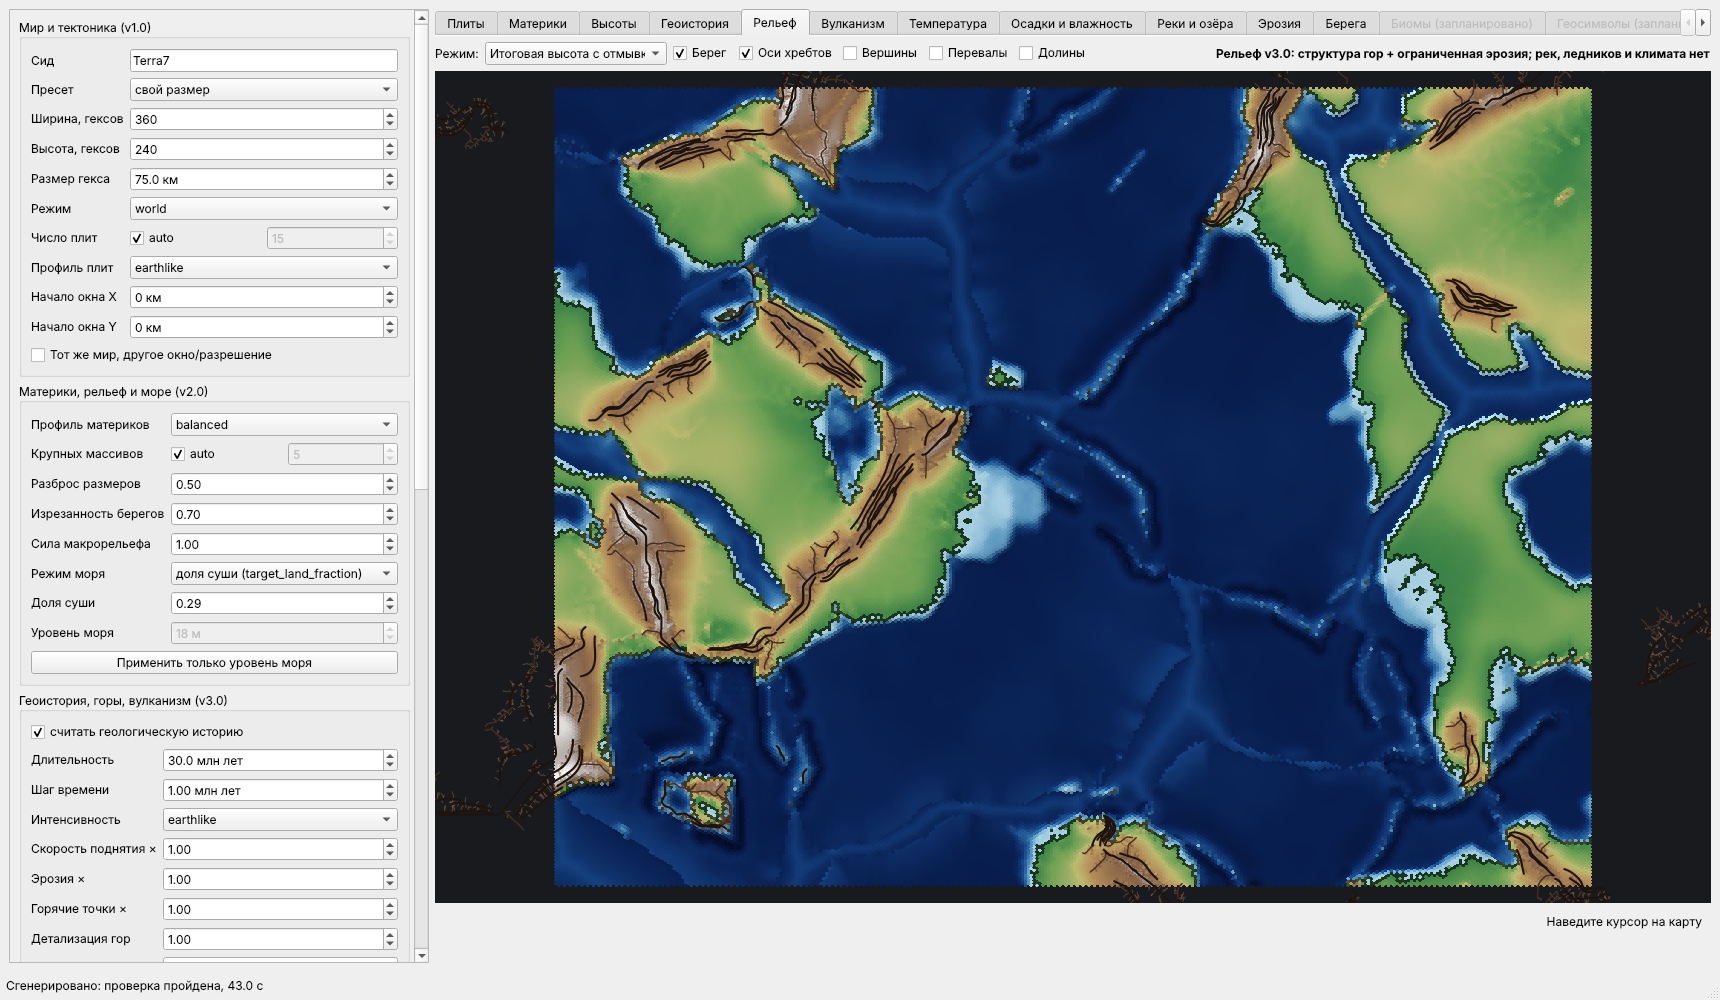 Мир и тектоника (v1.0)
Сид
Terra7
Пресет
свой размер
Ширина, гексов
360
Высота, гексов
240
Размер гекса
75.0 км
Режим
world
Число плит
auto
15
Профиль плит
earthlike
Начало окна X
0 км
Начало окна Y
0 км
Тот же мир, другое окно/разрешение
Материки, рельеф и море (v2.0)
Профиль материков
balanced
Крупных массивов
auto
5
Разброс размеров
0.50
Изрезанность берегов
0.70
Сила макрорельефа
1.00
Режим моря
доля суши (target_land_fraction)
Доля суши
0.29
Уровень моря
18 м
Применить только уровень моря
Геоистория, горы, вулканизм (v3.0)
считать геологическую историю
Длительность
30.0 млн лет
Шаг времени
1.00 млн лет
Интенсивность
earthlike
Скорость поднятия ×
1.00
Эрозия ×
1.00
Горячие точки ×
1.00
Детализация гор
1.00
Плиты
Материки
Высоты
Геоистория
Рельеф
Вулканизм
Температура
Осадки и влажность
Реки и озёра
Эрозия
Берега
Биомы (запланировано)
Геосимволы (заплан
Режим:
Итоговая высота с отмывк
Берег
Оси хребтов
Вершины
Перевалы
Долины
Рельеф v3.0: структура гор + ограниченная эрозия; рек, ледников и климата нет
Наведите курсор на карту
Сгенерировано: проверка пройдена, 43.0 с